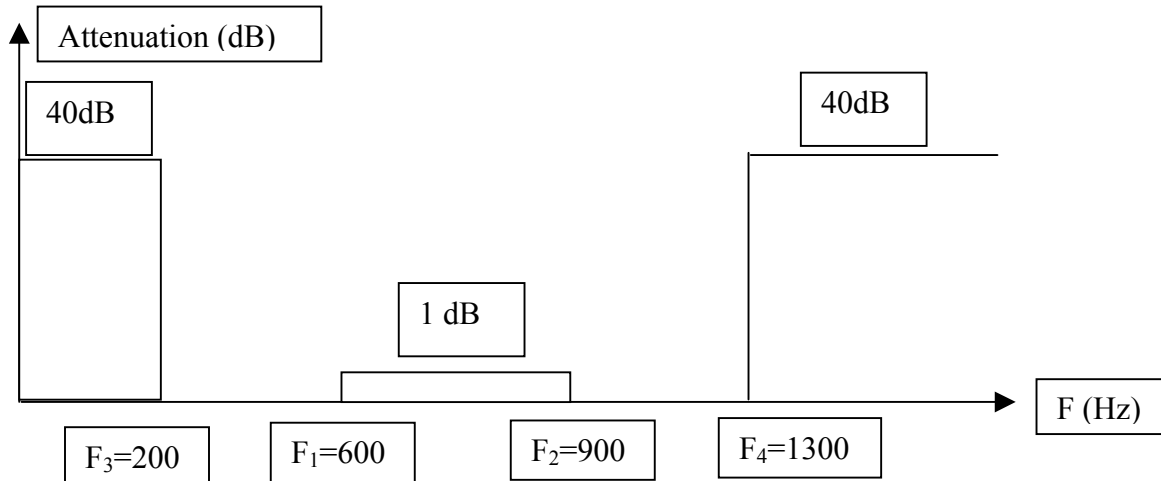 Attenuation (dB)
40dB
40dB
1 dB
F (Hz)
F₃=200
F₁=600
F₂=900
F₄=1300